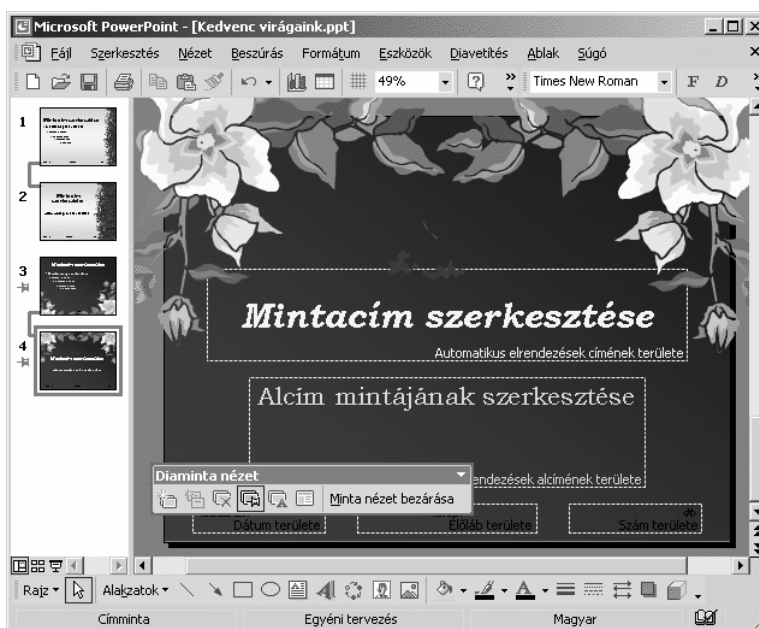 Microsoft PowerPoint - [Kedvenc virágaink.ppt]
Fájl Szerkesztés Nézet Beszúrás Formátum Eszközök Diavetítés Ablak Súgó
49% Times New Roman F D
1
2
3
4
Mintacím szerkesztése
Automatikus elrendezések címének területe
Alcím mintájának szerkesztése
endezések alcímének területe
Diaminta nézet
Minta nézet bezárása
Dátum területe Élőláb területe Szám területe
Rajz Alakzatok
Címminta Egyéni tervezés Magyar